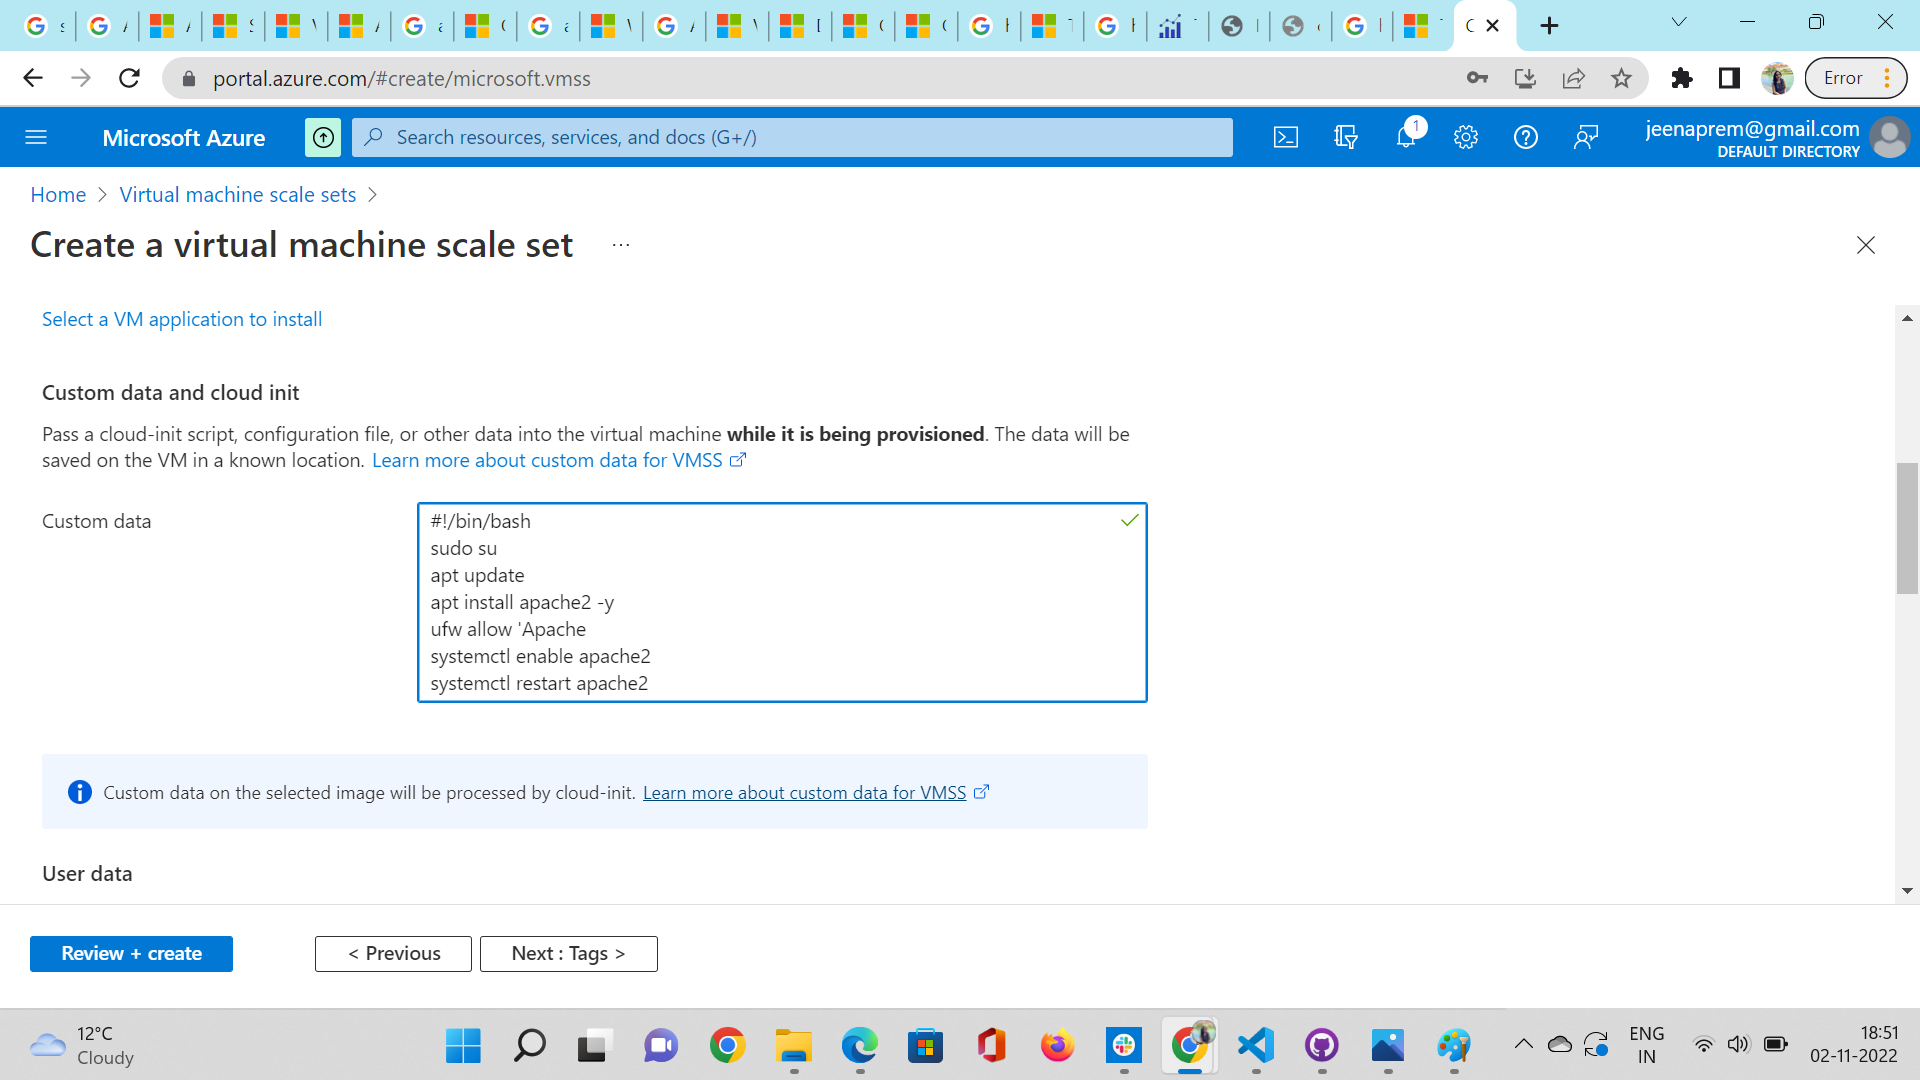 portal.azure.com/#create/microsoft.vmss
Error
Microsoft Azure
Search resources, services, and docs (G+/)
1
jeenaprem@gmail.com
DEFAULT DIRECTORY
Home
Virtual machine scale sets
Create a virtual machine scale set
...
Select a VM application to install
Custom data and cloud init
Pass a cloud-init script, configuration file, or other data into the virtual machine while it is being provisioned. The data will be
saved on the VM in a known location. Learn more about custom data for VMSS
Custom data
#!/bin/bash
sudo su
apt update
apt install apache2 -y
ufw allow 'Apache
systemctl enable apache2
systemctl restart apache2
Custom data on the selected image will be processed by cloud-init. Learn more about custom data for VMSS
User data
Review + create
< Previous
Next : Tags >
12°C
Cloudy
ENG
IN
18:51
02-11-2022